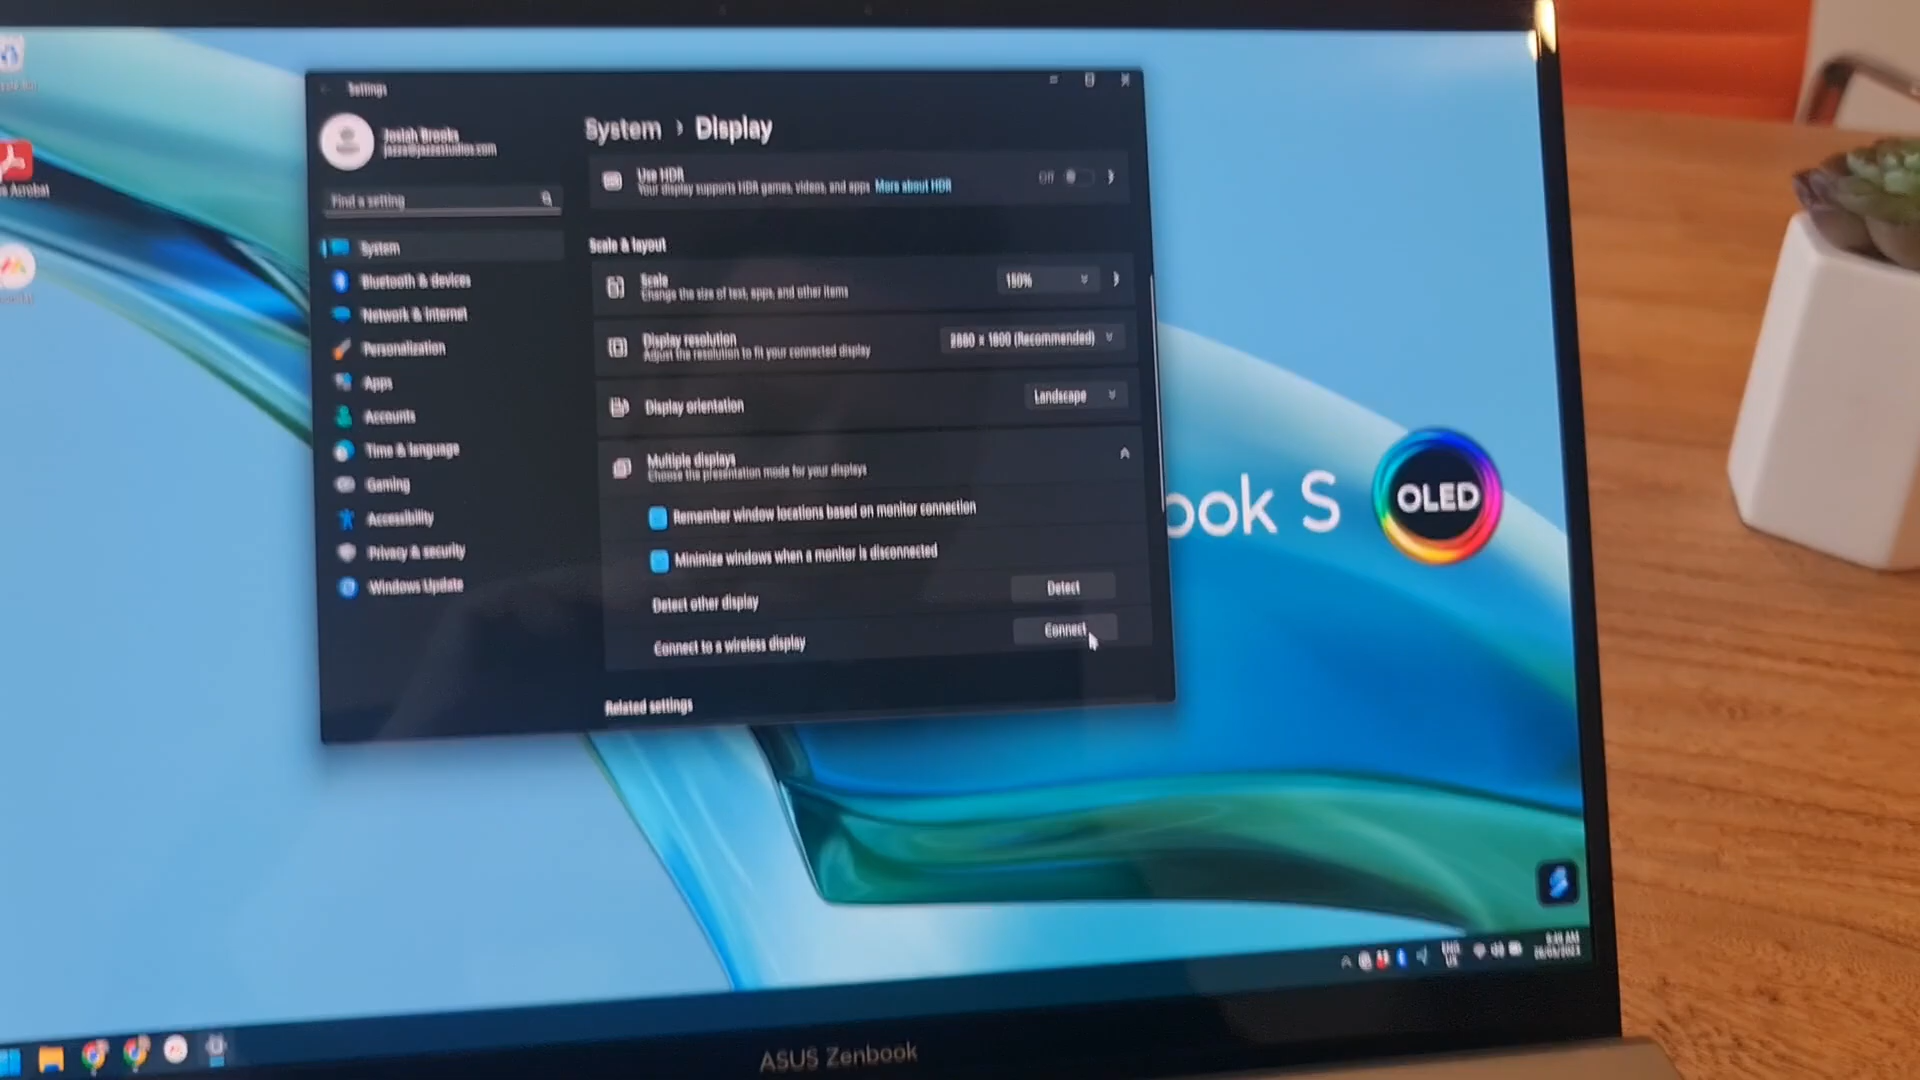 Settings
Josiah Brooks
Find a setting
System
Bluetooth & devices
Network & internet
Personalization
Apps
Accounts
Time & language
Gaming
Accessibility
Privacy & security
Windows Update
System › Display
Use HDR
Your display supports HDR games, videos, and apps More about HDR
Off
Scale & layout
Scale
Change the size of text, apps, and other items
150%
Display resolution
Adjust the resolution to fit your connected display
2880 × 1800 (Recommended)
Display orientation
Landscape
Multiple displays
Choose the presentation mode for your displays
Remember window locations based on monitor connection
Minimize windows when a monitor is disconnected
Detect other display
Detect
Connect to a wireless display
Connect
Related settings
ook S
OLED
Acrobat
ENG
US
ASUS Zenbook